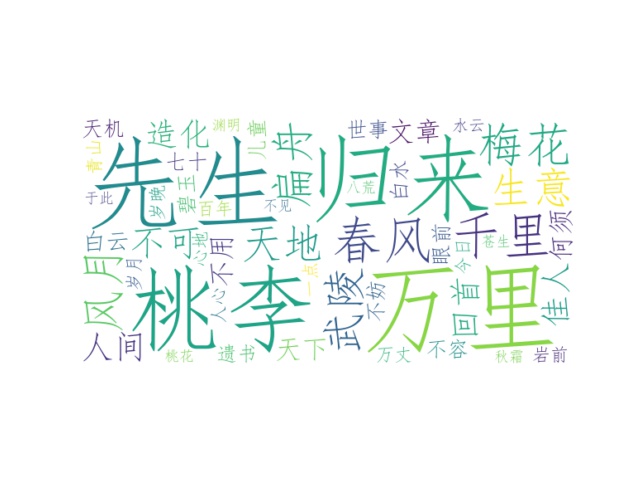 天机 造化 渊明 儿童 扁舟 世事 文章 水云 梅花
青山 先生 七十 归来 八荒 白水 生意
于此 岁晚 碧玉 百年 不见
白云 不可 心地 不用 天地 春风 眼前 千里 今日 苍生 何须
风月 岁月 桃李 人心 一点 武陵 不妨 万里 回首 佳人
人间 桃花 遗书 天下 万丈 不容 秋霜 岩前